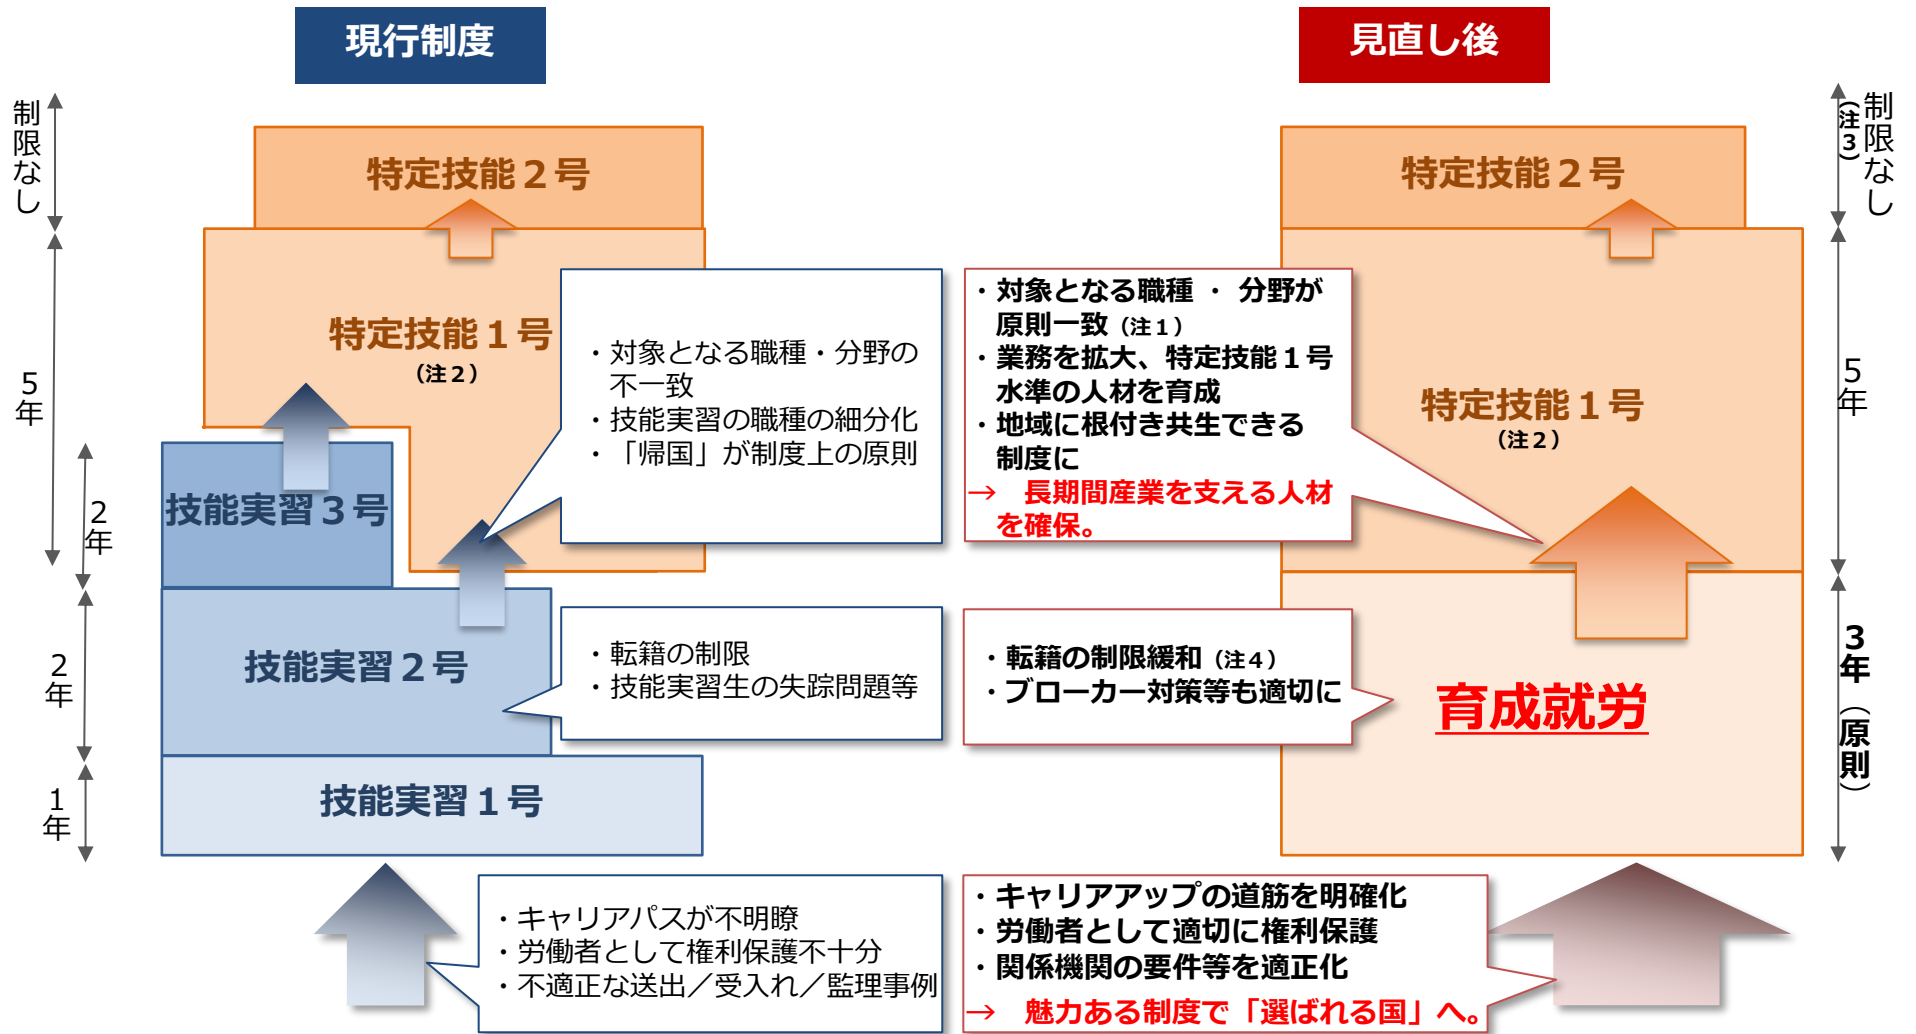 現行制度
制限なし
5年
2年
2年
1年
特定技能２号
特定技能１号
（注２）
技能実習３号
技能実習２号
技能実習１号
・対象となる職種・分野の
不一致
・技能実習の職種の細分化
・「帰国」が制度上の原則
・転籍の制限
・技能実習生の失踪問題等
・キャリアパスが不明瞭
・労働者として権利保護不十分
・不適正な送出／受入れ／監理事例
見直し後
・対象となる職種 ・ 分野が
原則一致（注１）
・業務を拡大、特定技能１号
水準の人材を育成
・地域に根付き共生できる
制度に
→　長期間産業を支える人材
を確保。
・転籍の制限緩和（注４）
・ブローカー対策等も適切に
・キャリアアップの道筋を明確化
・労働者として適切に権利保護
・関係機関の要件等を適正化
→　魅力ある制度で「選ばれる国」へ。
特定技能２号
特定技能１号
（注２）
育成就労
制限なし
（注３）
5年
3年（原則）